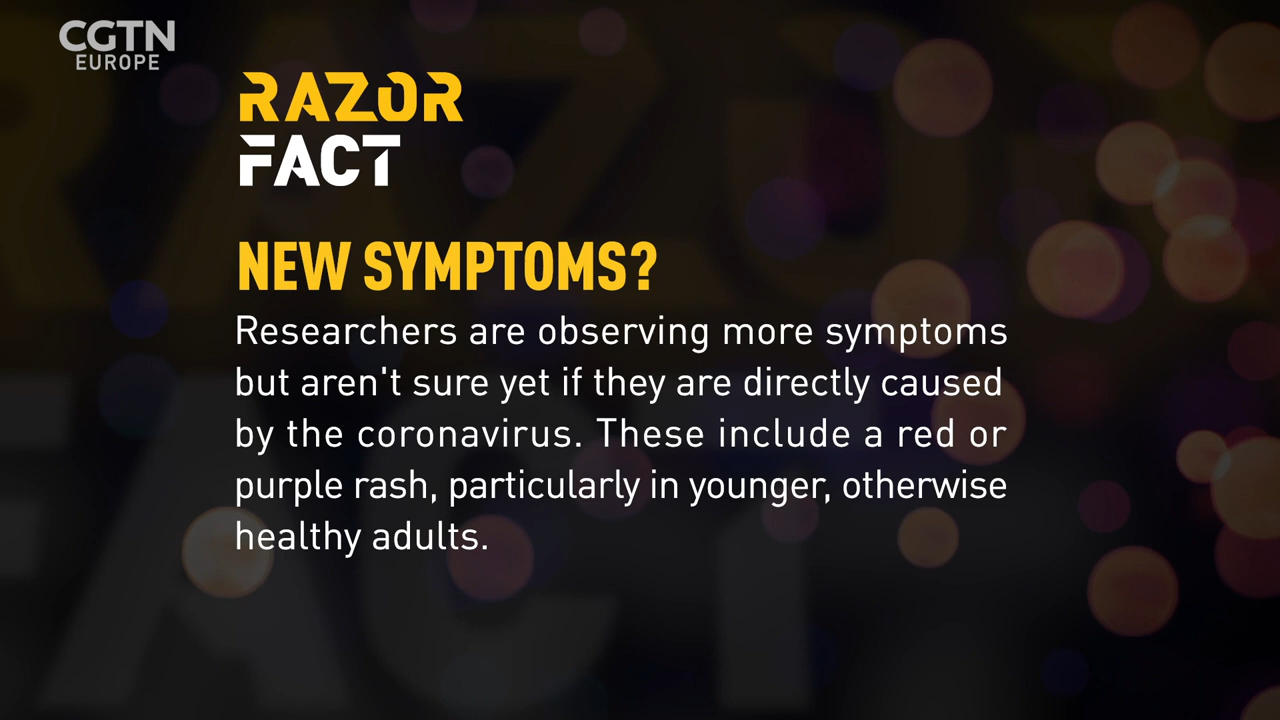 CGTN
EUROPE
RAZOR
FACT
NEW SYMPTOMS?
Researchers are observing more symptoms
but aren't sure yet if they are directly caused
by the coronavirus. These include a red or
purple rash, particularly in younger, otherwise
healthy adults.